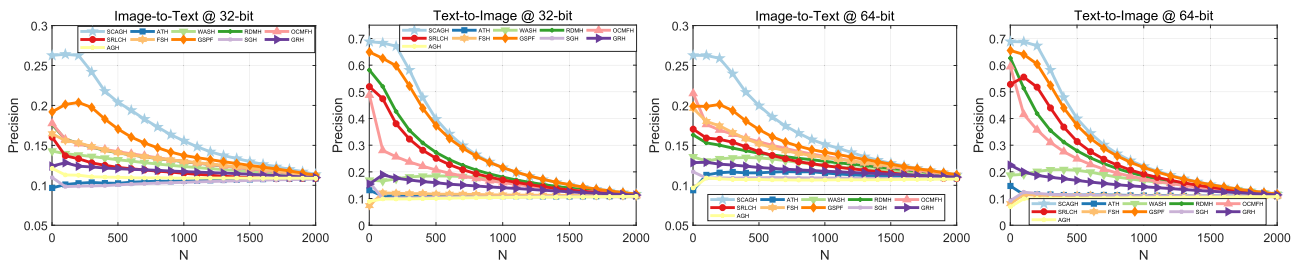 Image-to-Text @ 32-bit
Precision
0.3
0.25
0.2
0.15
0.1
0.05
SCAGH ATH WASH RDMH OCMFH
SRLCH FSH GSPF SGH GRH
AGH
0 500 1000 1500 2000
N
Text-to-Image @ 32-bit
Precision
0.7
0.6
0.5
0.4
0.3
0.2
0.1
0
SCAGH ATH WASH RDMH OCMFH
SRLCH FSH GSPF SGH GRH
AGH
0 500 1000 1500 2000
N
Image-to-Text @ 64-bit
Precision
0.3
0.25
0.2
0.15
0.1
0.05
SCAGH ATH WASH RDMH OCMFH
SRLCH FSH GSPF SGH GRH
AGH
0 500 1000 1500 2000
N
Text-to-Image @ 64-bit
Precision
0.7
0.6
0.5
0.4
0.3
0.2
0.1
0
SCAGH ATH WASH RDMH OCMFH
SRLCH FSH GSPF SGH GRH
AGH
0 500 1000 1500 2000
N